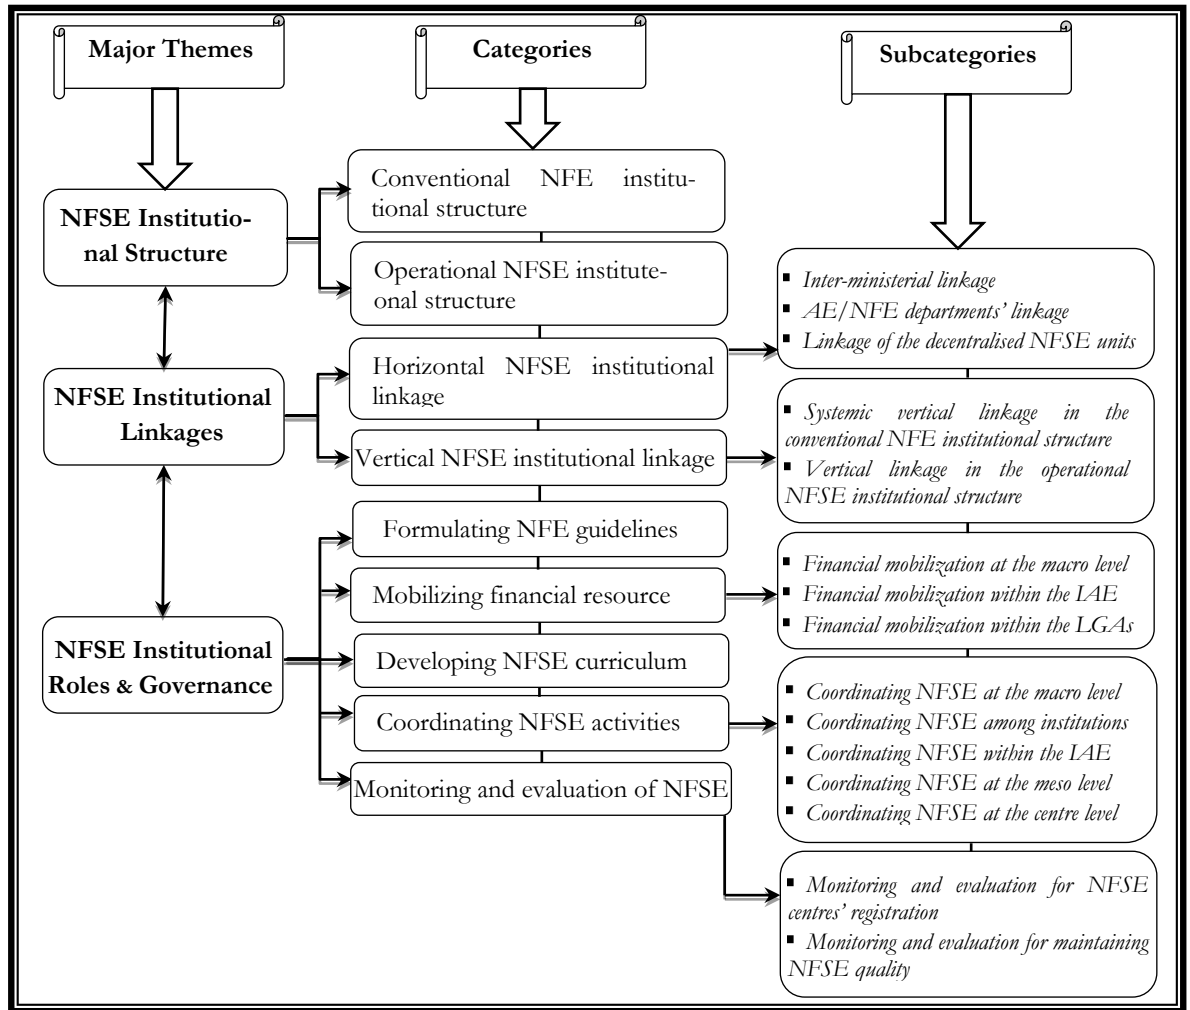 Major Themes
Categories
Subcategories
NFSE Institutio-
nal Structure
NFSE Institutional
Linkages
NFSE Institutional
Roles & Governance
Conventional NFE institu-
tional structure
Operational NFSE institute-
onal structure
Horizontal NFSE institutional
linkage
Vertical NFSE institutional linkage
Formulating NFE guidelines
Mobilizing financial resource
Developing NFSE curriculum
Coordinating NFSE activities
Monitoring and evaluation of NFSE
▪ Inter-ministerial linkage
▪ AE/NFE departments’ linkage
▪ Linkage of the decentralised NFSE units
▪ Systemic vertical linkage in the
conventional NFE institutional structure
▪ Vertical linkage in the operational
NFSE institutional structure
▪ Financial mobilization at the macro level
▪ Financial mobilization within the IAE
▪ Financial mobilization within the LGAs
▪ Coordinating NFSE at the macro level
▪ Coordinating NFSE among institutions
▪ Coordinating NFSE within the IAE
▪ Coordinating NFSE at the meso level
▪ Coordinating NFSE at the centre level
▪ Monitoring and evaluation for NFSE
centres’ registration
▪ Monitoring and evaluation for maintaining
NFSE quality